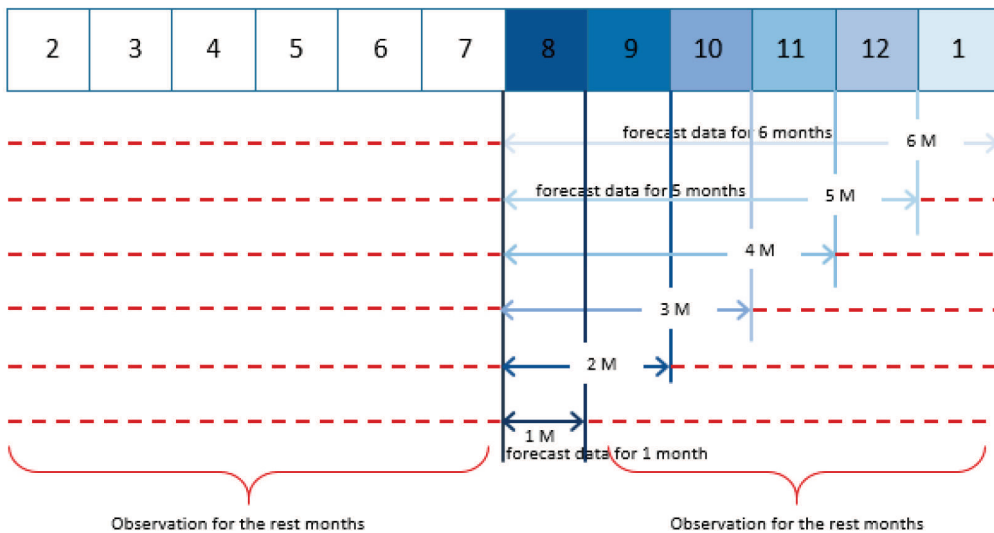 2 3 4 5 6 7 8 9 10 11 12 1
forecast data for 6 months
6 M
forecast data for 5 months
5 M
4 M
3 M
2 M
1 M
forecast data for 1 month
Observation for the rest months
Observation for the rest months